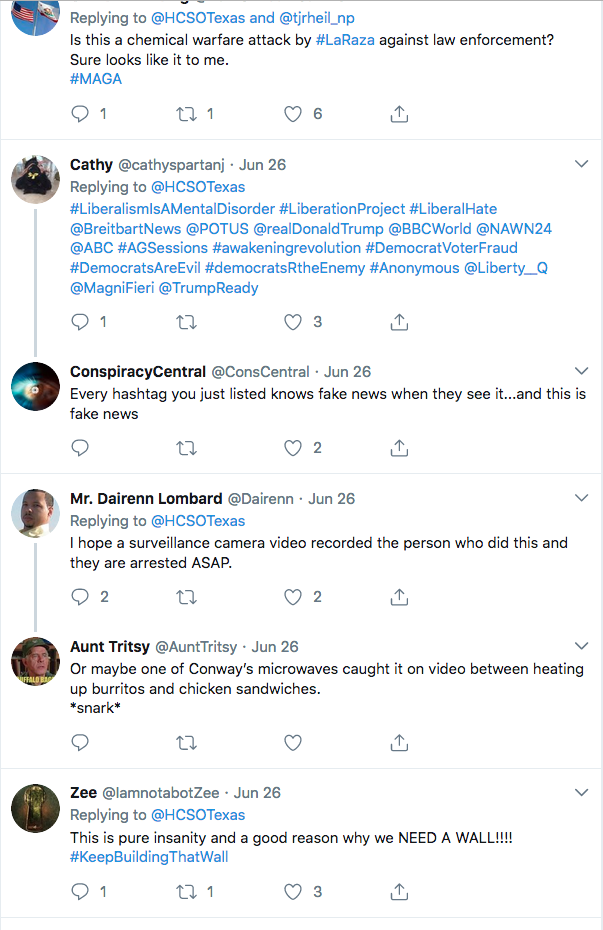 Replying to @HCSOTexas and @tjrheil_np
Is this a chemical warfare attack by #LaRaza against law enforcement?
Sure looks like it to me.
#MAGA
1 1 6
Cathy @cathyspartanj · Jun 26
Replying to @HCSOTexas
#LiberalismIsAMentalDisorder #LiberationProject #LiberalHate
@BreitbartNews @POTUS @realDonaldTrump @BBCWorld @NAWN24
@ABC #AGSessions #awakeningrevolution #DemocratVoterFraud
#DemocratsAreEvil #democratsRtheEnemy #Anonymous @Liberty__Q
@MagniFieri @TrumpReady
1 3
ConspiracyCentral @ConsCentral · Jun 26
Every hashtag you just listed knows fake news when they see it...and this is
fake news
2
Mr. Dairenn Lombard @Dairenn · Jun 26
Replying to @HCSOTexas
I hope a surveillance camera video recorded the person who did this and
they are arrested ASAP.
2 2
Aunt Tritsy @AuntTritsy · Jun 26
Or maybe one of Conway's microwaves caught it on video between heating
up burritos and chicken sandwiches.
*snark*
Zee @IamnotabotZee · Jun 26
Replying to @HCSOTexas
This is pure insanity and a good reason why we NEED A WALL!!!!
#KeepBuildingThatWall
1 1 3